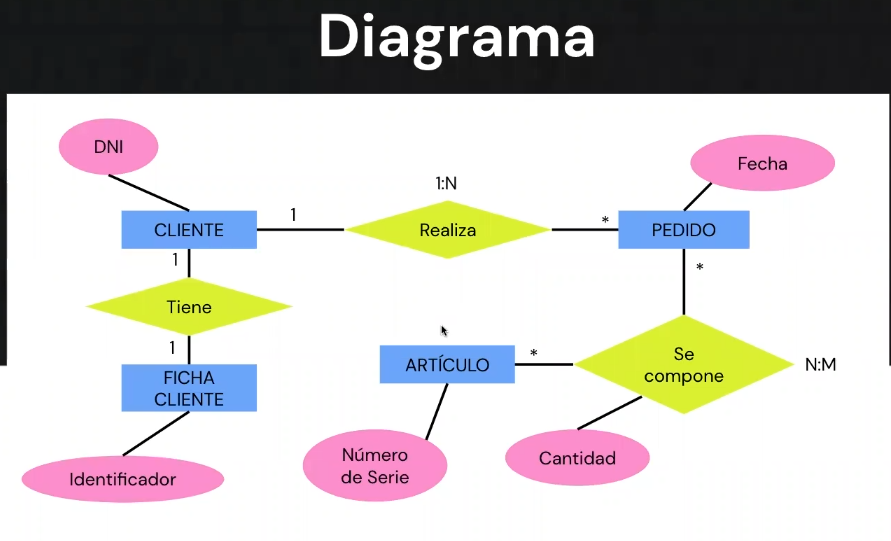 Diagrama
DNI
Fecha
1:N
CLIENTE
1
Realiza
*
PEDIDO
1
*
Tiene
1
FICHA
CLIENTE
ARTÍCULO
*
Se
compone
N:M
Identificador
Número
de Serie
Cantidad